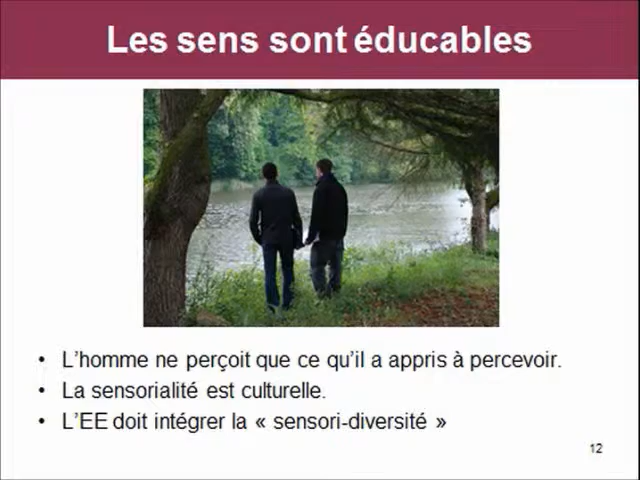 Les sens sont éducables
• L'homme ne perçoit que ce qu'il a appris à percevoir.
• La sensorialité est culturelle.
• L'EE doit intégrer la « sensori-diversité »
12